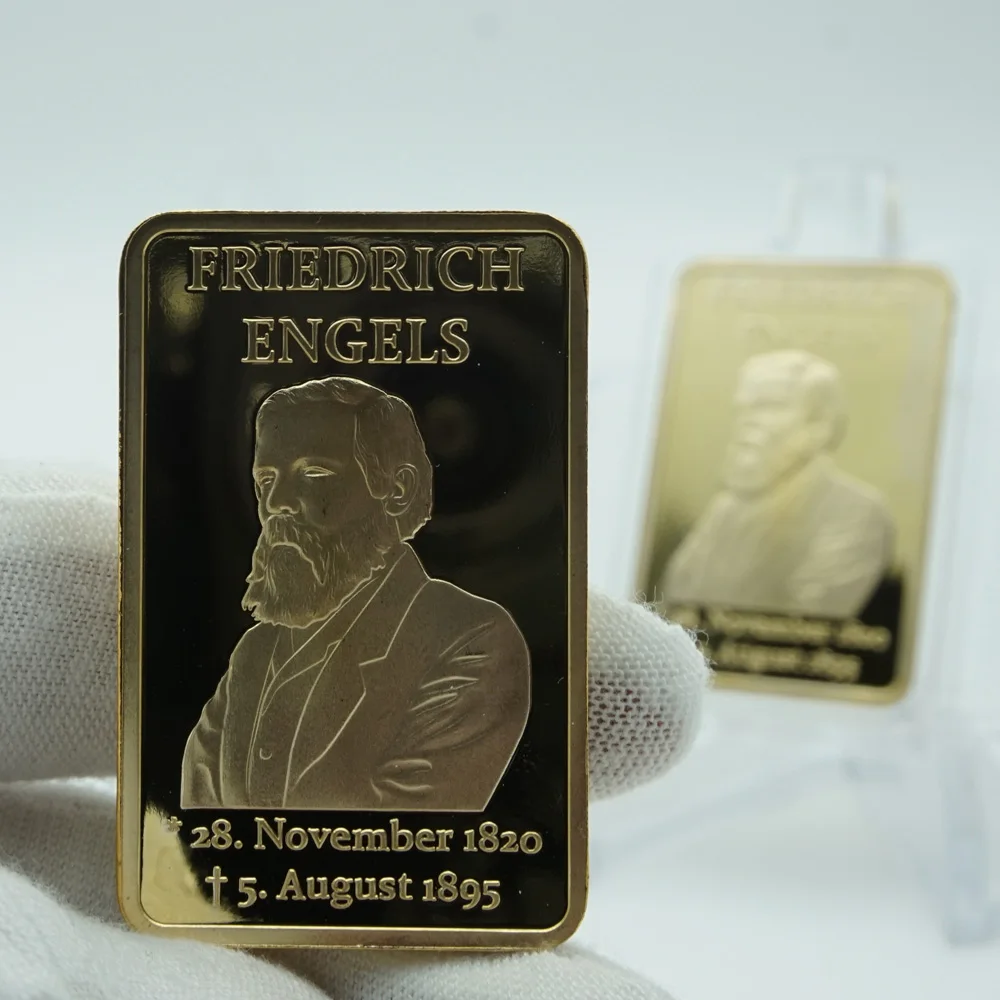 FRIEDRICH
ENGELS
* 28. November 1820
† 5. August 1895